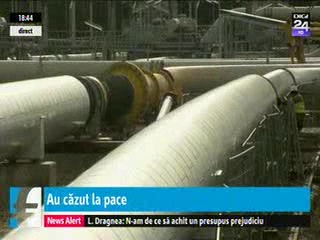 18:44
direct
DIGI 24
HD
Au căzut la pace
News Alert
L. Dragnea: N-am de ce să achit un presupus prejudiciu